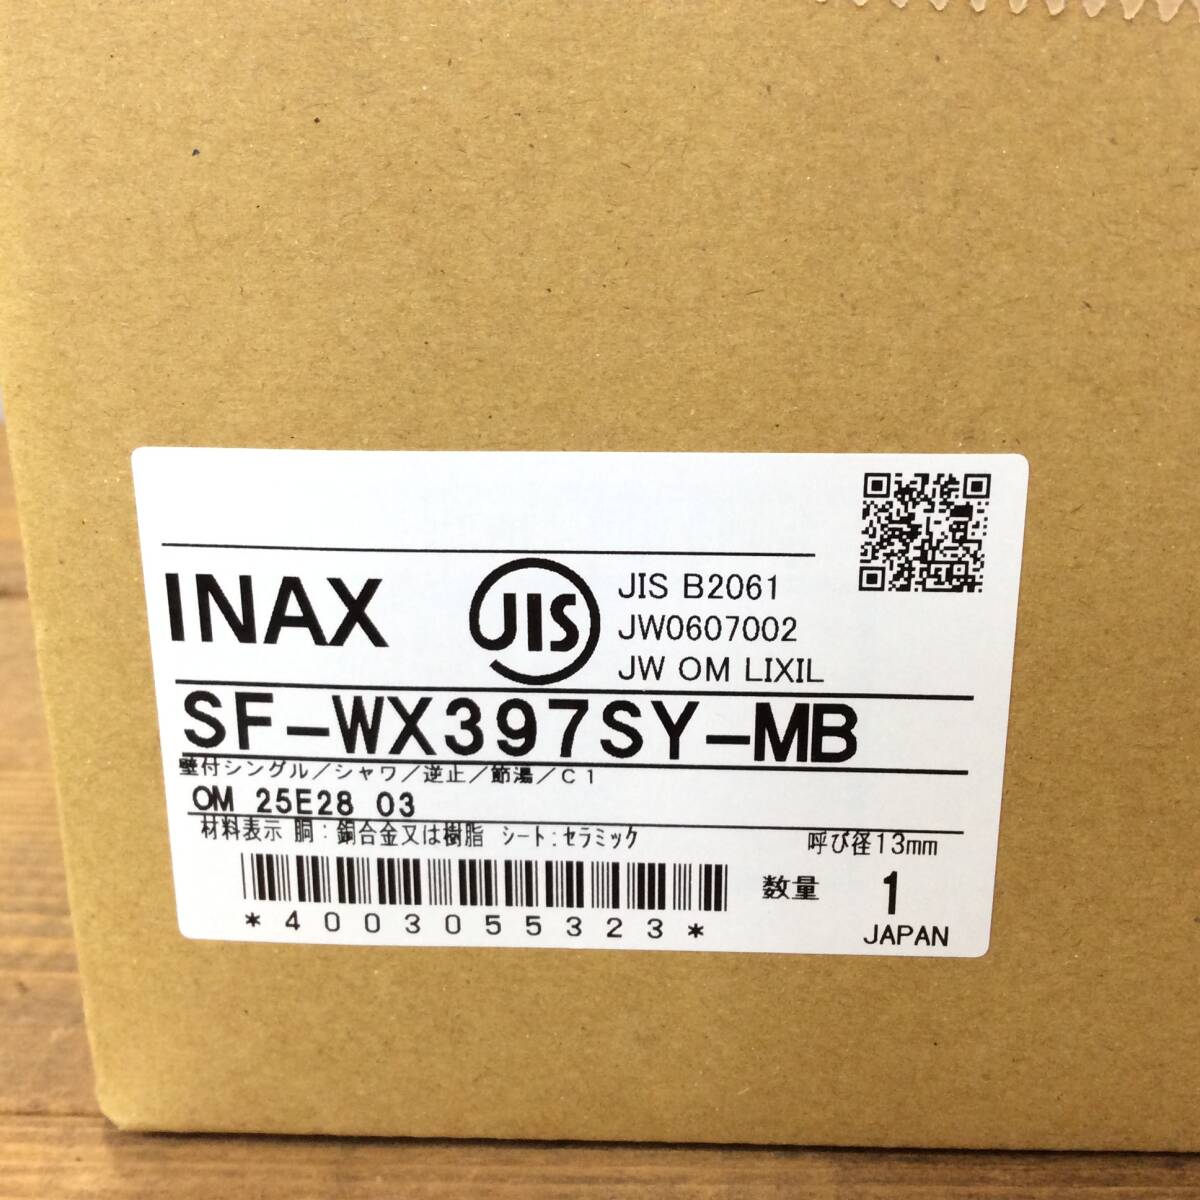 INAX
JIS
JIS B2061
JW0607002
JW OM LIXIL
SF-WX397SY-MB
壁付シングル/シャワ/逆止/節湯/C1
OM 25E28 03
材料表示 胴:銅合金又は樹脂 シート:セラミック
呼び径13mm
*4003055323*
数量 1
JAPAN